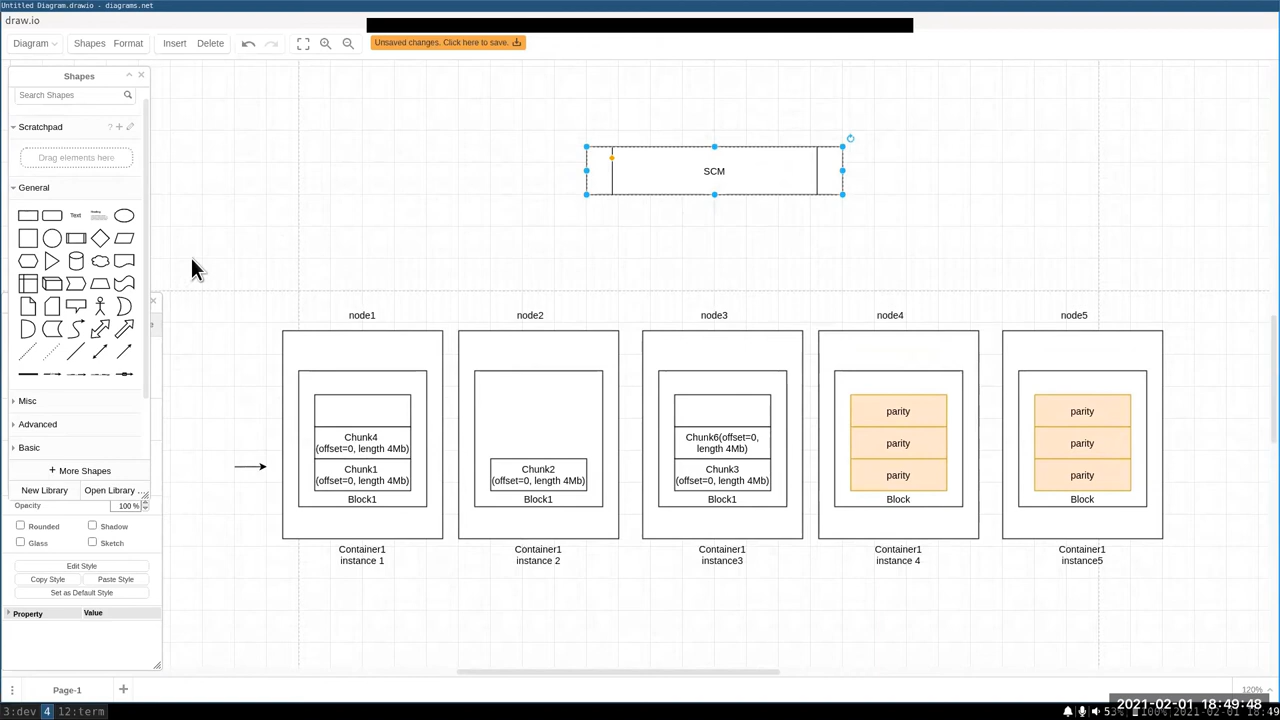 Untitled Diagram.drawio - diagrams.net
draw.io
Diagram
Shapes
Format
Insert
Delete
Unsaved changes. Click here to save.
Shapes
Search Shapes
Scratchpad
?
Drag elements here
General
Text
Misc
Advanced
Basic
+ More Shapes
New Library
Open Library ...
Opacity
100 %
Rounded
Shadow
Glass
Sketch
Edit Style
Copy Style
Paste Style
Set as Default Style
Property
Value
SCM
node1
node2
node3
node4
node5
Chunk4
(offset=0, length 4Mb)
Chunk1
(offset=0, length 4Mb)
Block1
Chunk2
(offset=0, length 4Mb)
Block1
Chunk6(offset=0,
length 4Mb)
Chunk3
(offset=0, length 4Mb)
Block1
parity
parity
parity
Block
parity
parity
parity
Block
Container1
instance 1
Container1
instance 2
Container1
instance3
Container1
instance 4
Container1
instance5
Page-1
120%
2021-02-01 18:49:48
3:dev 4 12:term